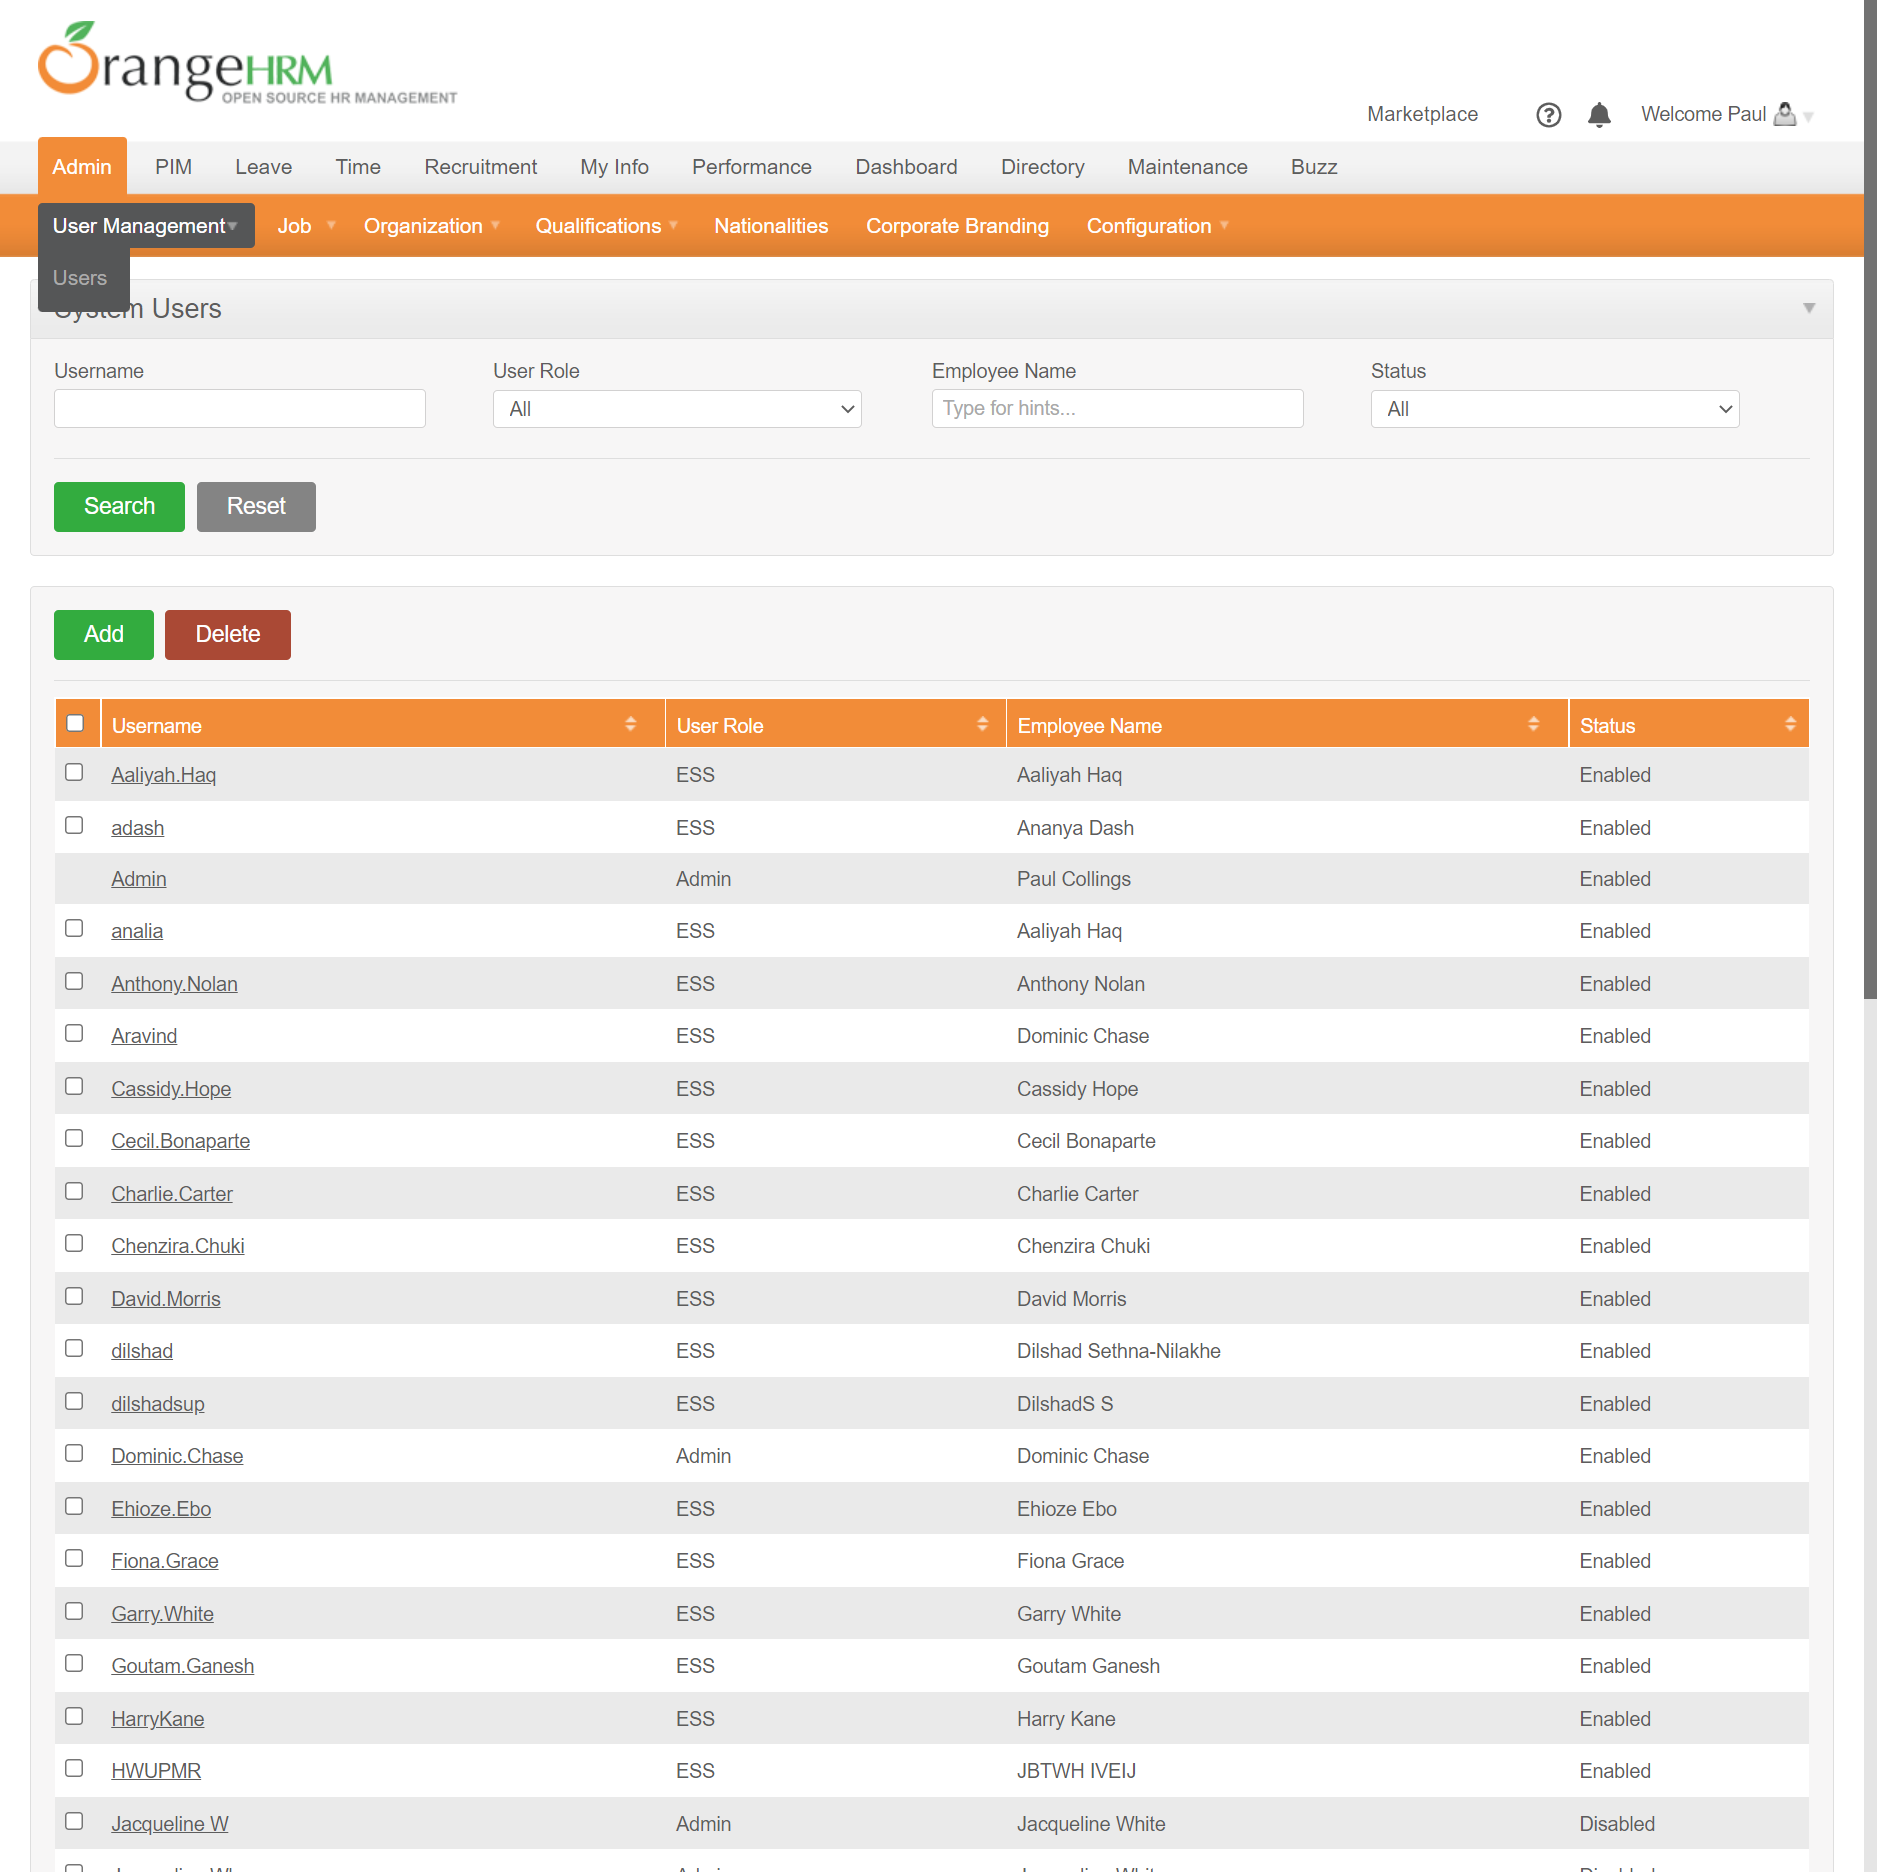 OrangeHRM
OPEN SOURCE HR MANAGEMENT
Marketplace ? Welcome Paul
Admin PIM Leave Time Recruitment My Info Performance Dashboard Directory Maintenance Buzz
User Management Job Organization Qualifications Nationalities Corporate Branding Configuration
Users
System Users
Username User Role Employee Name Status
All Type for hints... All
Search Reset
Add Delete
Username User Role Employee Name Status
Aaliyah.Haq ESS Aaliyah Haq Enabled
adash ESS Ananya Dash Enabled
Admin Admin Paul Collings Enabled
analia ESS Aaliyah Haq Enabled
Anthony.Nolan ESS Anthony Nolan Enabled
Aravind ESS Dominic Chase Enabled
Cassidy.Hope ESS Cassidy Hope Enabled
Cecil.Bonaparte ESS Cecil Bonaparte Enabled
Charlie.Carter ESS Charlie Carter Enabled
Chenzira.Chuki ESS Chenzira Chuki Enabled
David.Morris ESS David Morris Enabled
dilshad ESS Dilshad Sethna-Nilakhe Enabled
dilshadsup ESS DilshadS S Enabled
Dominic.Chase Admin Dominic Chase Enabled
Ehioze.Ebo ESS Ehioze Ebo Enabled
Fiona.Grace ESS Fiona Grace Enabled
Garry.White ESS Garry White Enabled
Goutam.Ganesh ESS Goutam Ganesh Enabled
HarryKane ESS Harry Kane Enabled
HWUPMR ESS JBTWH IVEIJ Enabled
Jacqueline W Admin Jacqueline White Disabled